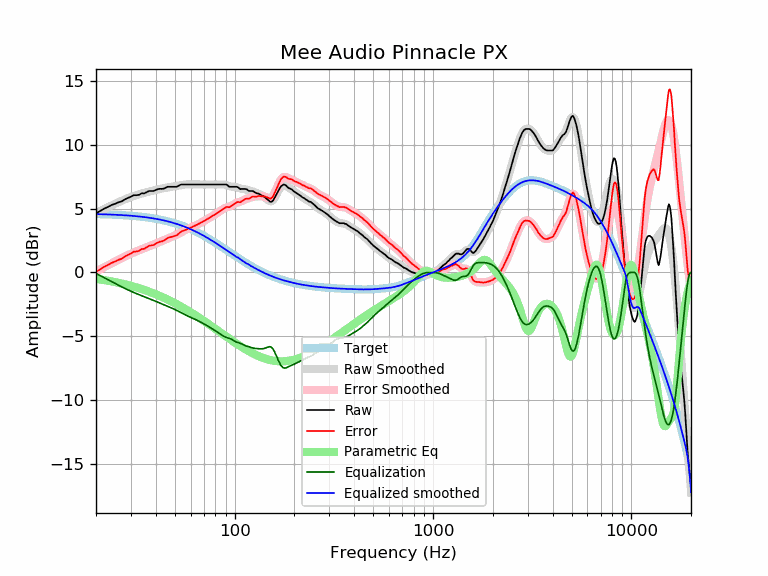 Mee Audio Pinnacle PX
15
10
5
0
−5
−10
−15
Amplitude (dBr)
Target
Raw Smoothed
Error Smoothed
Raw
Error
Parametric Eq
Equalization
Equalized smoothed
100
1000
10000
Frequency (Hz)